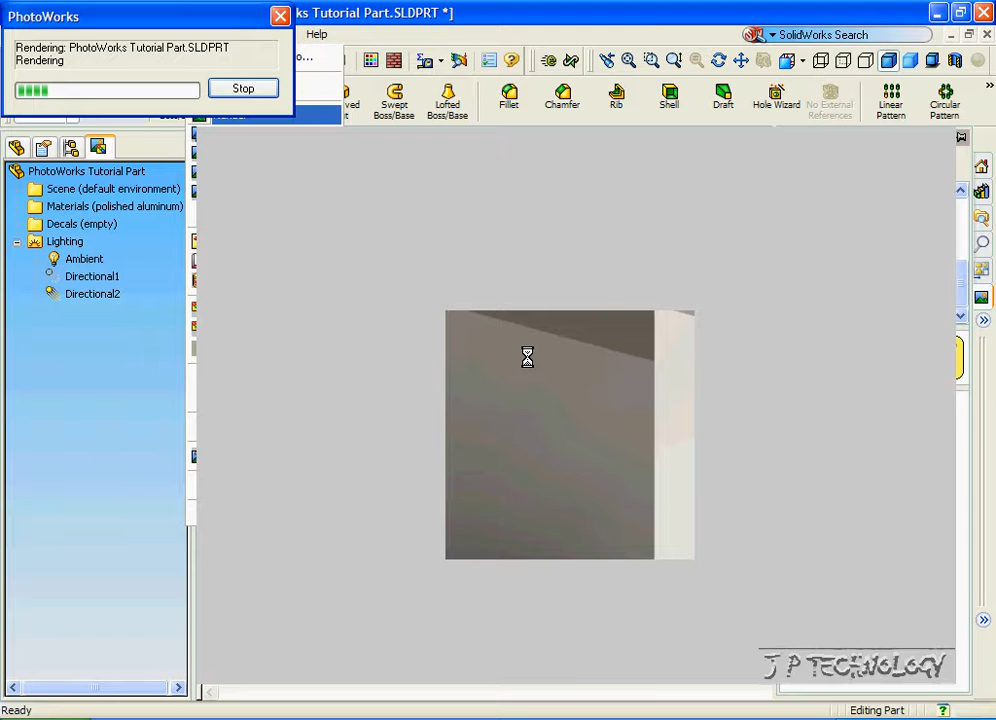 PhotoWorks
ks Tutorial Part.SLDPRT *]
Rendering: PhotoWorks Tutorial Part.SLDPRT
Rendering
Stop
Help
o...
SolidWorks Search
Swept
Boss/Base
Lofted
Boss/Base
Fillet
Chamfer
Rib
Shell
Draft
Hole Wizard
No External
References
Linear
Pattern
Circular
Pattern
PhotoWorks Tutorial Part
Scene (default environment)
Materials (polished aluminum)
Decals (empty)
Lighting
Ambient
Directional1
Directional2
J P TECHNOLOGY
Ready
Editing Part